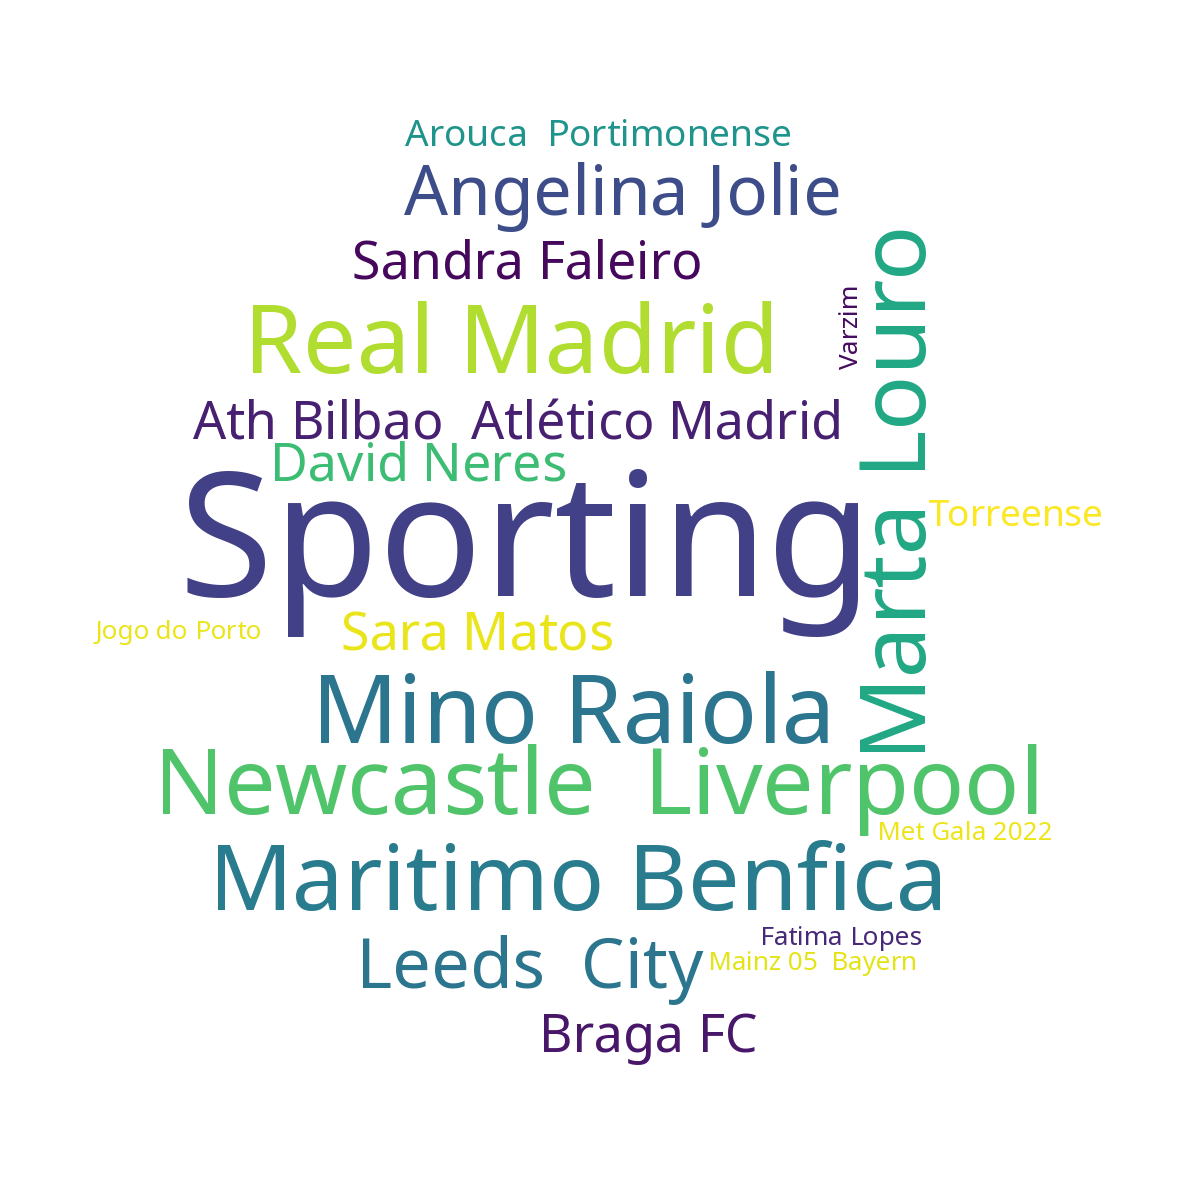 Arouca  Portimonense
Angelina Jolie
Sandra Faleiro
Real Madrid
Varzim
Marta Louro
Ath Bilbao  Atlético Madrid
David Neres
Sporting
Torreense
Jogo do Porto
Sara Matos
Mino Raiola
Newcastle  Liverpool
Met Gala 2022
Maritimo Benfica
Fatima Lopes
Leeds  City
Mainz 05  Bayern
Braga FC